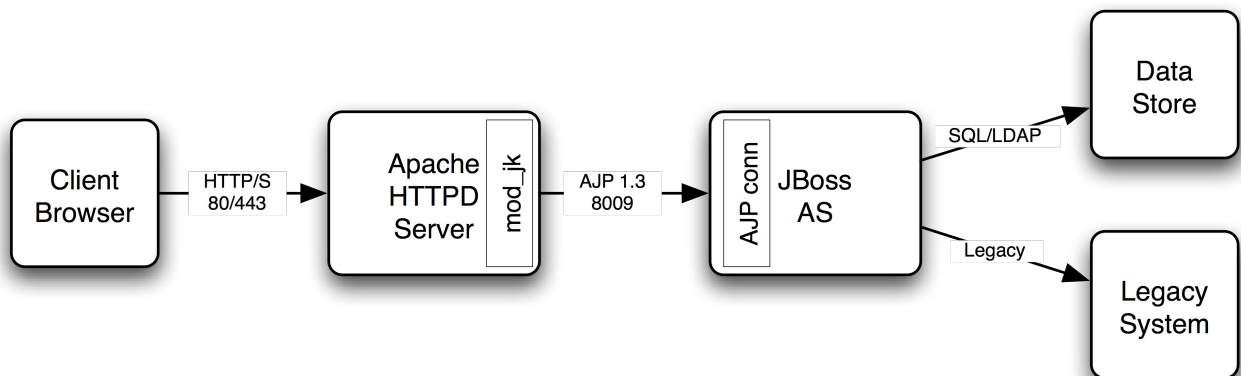 Client
Browser
HTTP/S
80/443
Apache
HTTPD
Server
mod_jk
AJP 1.3
8009
AJP conn
JBoss
AS
SQL/LDAP
Data
Store
Legacy
Legacy
System